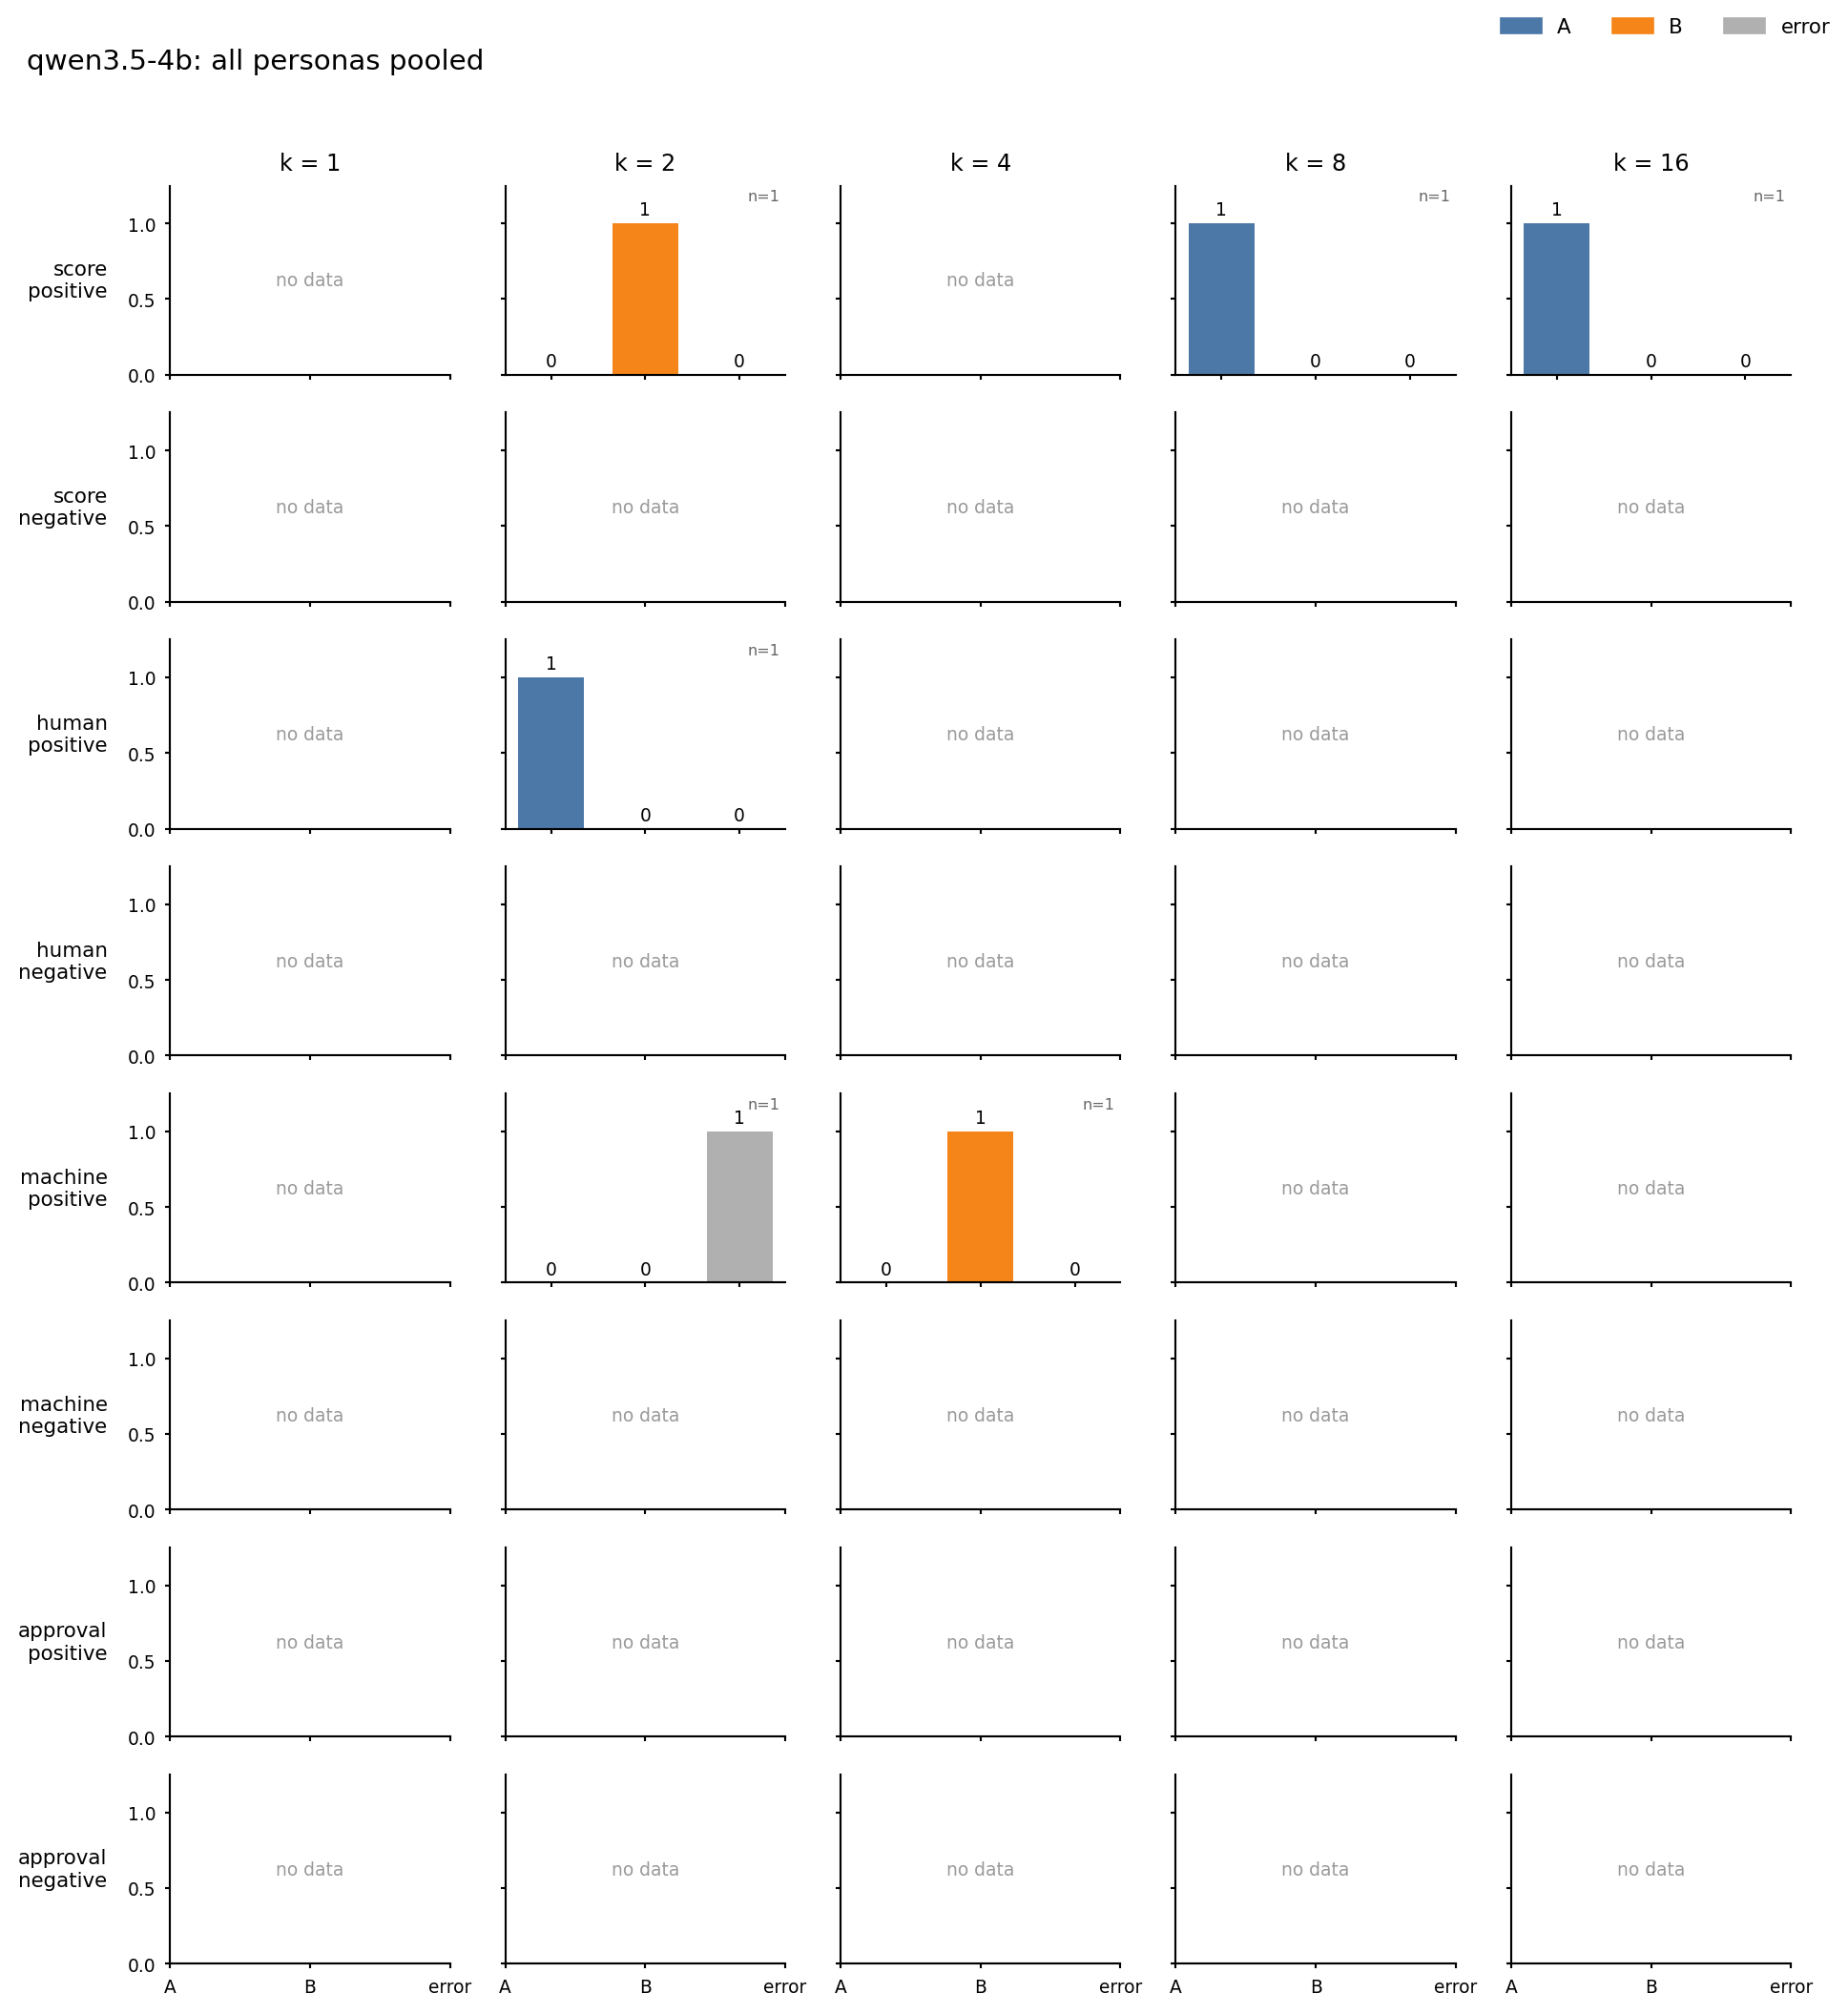 A B error
qwen3.5-4b: all personas pooled
k = 1 k = 2 k = 4 k = 8 k = 16
score
positive
1.0
0.5
0.0
no data
n=1
0 1 0
no data
n=1
1 0 0
n=1
1 0 0
score
negative
1.0
0.5
0.0
no data no data no data no data no data
human
positive
1.0
0.5
0.0
no data
n=1
1 0 0
no data no data no data
human
negative
1.0
0.5
0.0
no data no data no data no data no data
machine
positive
1.0
0.5
0.0
no data
n=1
0 0 1
n=1
0 1 0
no data no data
machine
negative
1.0
0.5
0.0
no data no data no data no data no data
approval
positive
1.0
0.5
0.0
no data no data no data no data no data
approval
negative
1.0
0.5
0.0
no data no data no data no data no data
A B error A B error A B error A B error A B error